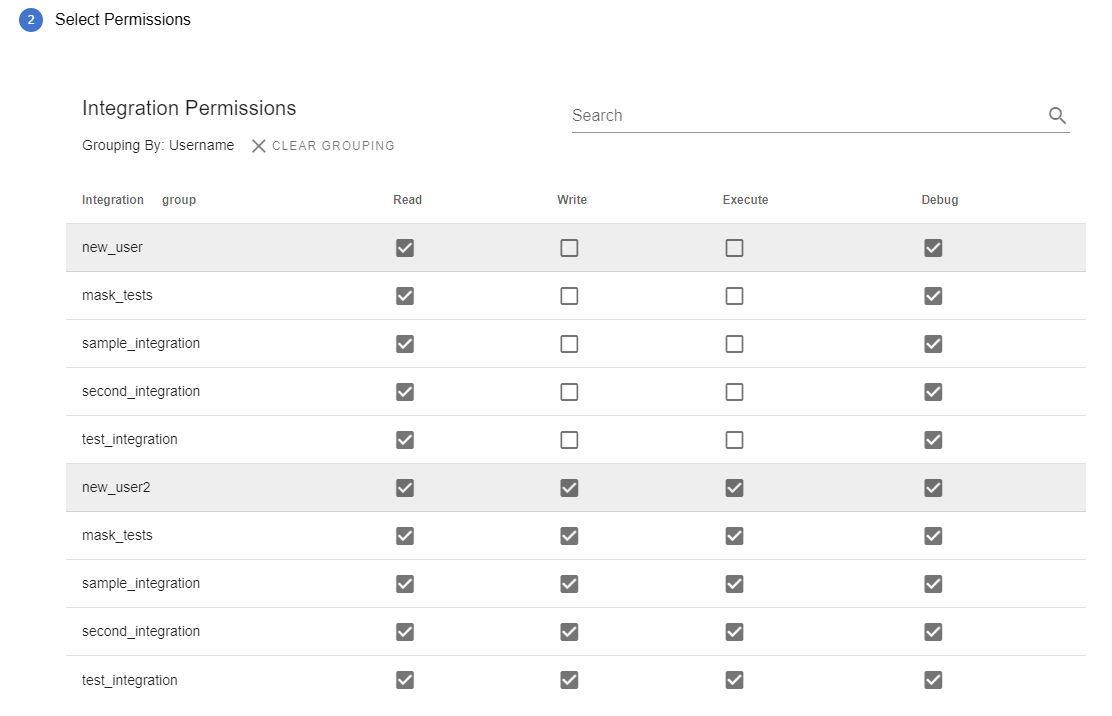 2 Select Permissions
Integration Permissions
Search
Grouping By: Username CLEAR GROUPING
Integration group Read Write Execute Debug
new_user
mask_tests
sample_integration
second_integration
test_integration
new_user2
mask_tests
sample_integration
second_integration
test_integration